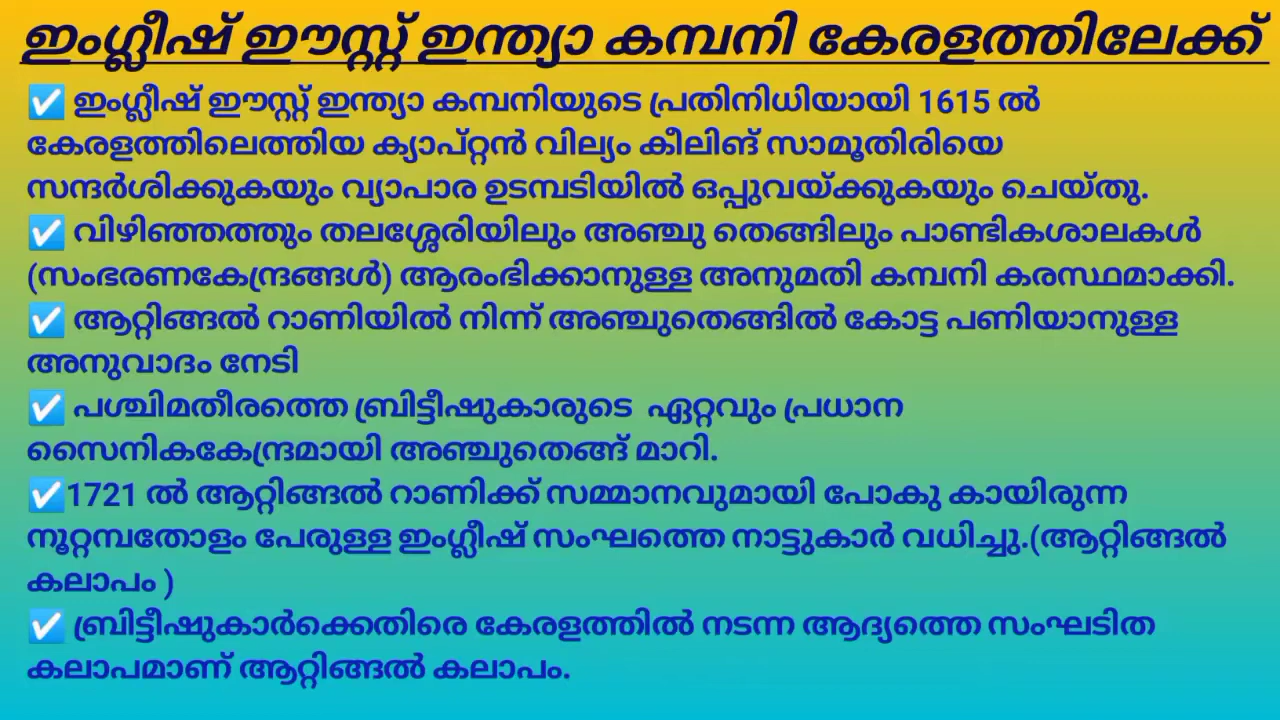 ഇംഗ്ലീഷ് ഈസ്റ്റ് ഇന്ത്യാ കമ്പനി കേരളത്തിലേക്ക്
✅ ഇംഗ്ലീഷ് ഈസ്റ്റ് ഇന്ത്യാ കമ്പനിയുടെ പ്രതിനിധിയായി 1615 ൽ
കേരളത്തിലെത്തിയ ക്യാപ്റ്റൻ വില്യം കീലിങ് സാമൂതിരിയെ
സന്ദർശിക്കുകയും വ്യാപാര ഉടമ്പടിയിൽ ഒപ്പുവയ്ക്കുകയും ചെയ്തു.
✅ വിഴിഞ്ഞത്തും തലശ്ശേരിയിലും അഞ്ചു തെങ്ങിലും പാണ്ടികശാലകൾ
(സംഭരണകേന്ദ്രങ്ങൾ) ആരംഭിക്കാനുള്ള അനുമതി കമ്പനി കരസ്ഥമാക്കി.
✅ ആറ്റിങ്ങൽ റാണിയിൽ നിന്ന് അഞ്ചുതെങ്ങിൽ കോട്ട പണിയാനുള്ള
അനുവാദം നേടി
✅ പശ്ചിമതീരത്തെ ബ്രിട്ടീഷുകാരുടെ ഏറ്റവും പ്രധാന
സൈനികകേന്ദ്രമായി അഞ്ചുതെങ്ങ് മാറി.
✅1721 ൽ ആറ്റിങ്ങൽ റാണിക്ക് സമ്മാനവുമായി പോകു കായിരുന്ന
നൂറ്റമ്പതോളം പേരുള്ള ഇംഗ്ലീഷ് സംഘത്തെ നാട്ടുകാർ വധിച്ചു.(ആറ്റിങ്ങൽ
കലാപം )
✅ ബ്രിട്ടീഷുകാർക്കെതിരെ കേരളത്തിൽ നടന്ന ആദ്യത്തെ സംഘടിത
കലാപമാണ് ആറ്റിങ്ങൽ കലാപം.